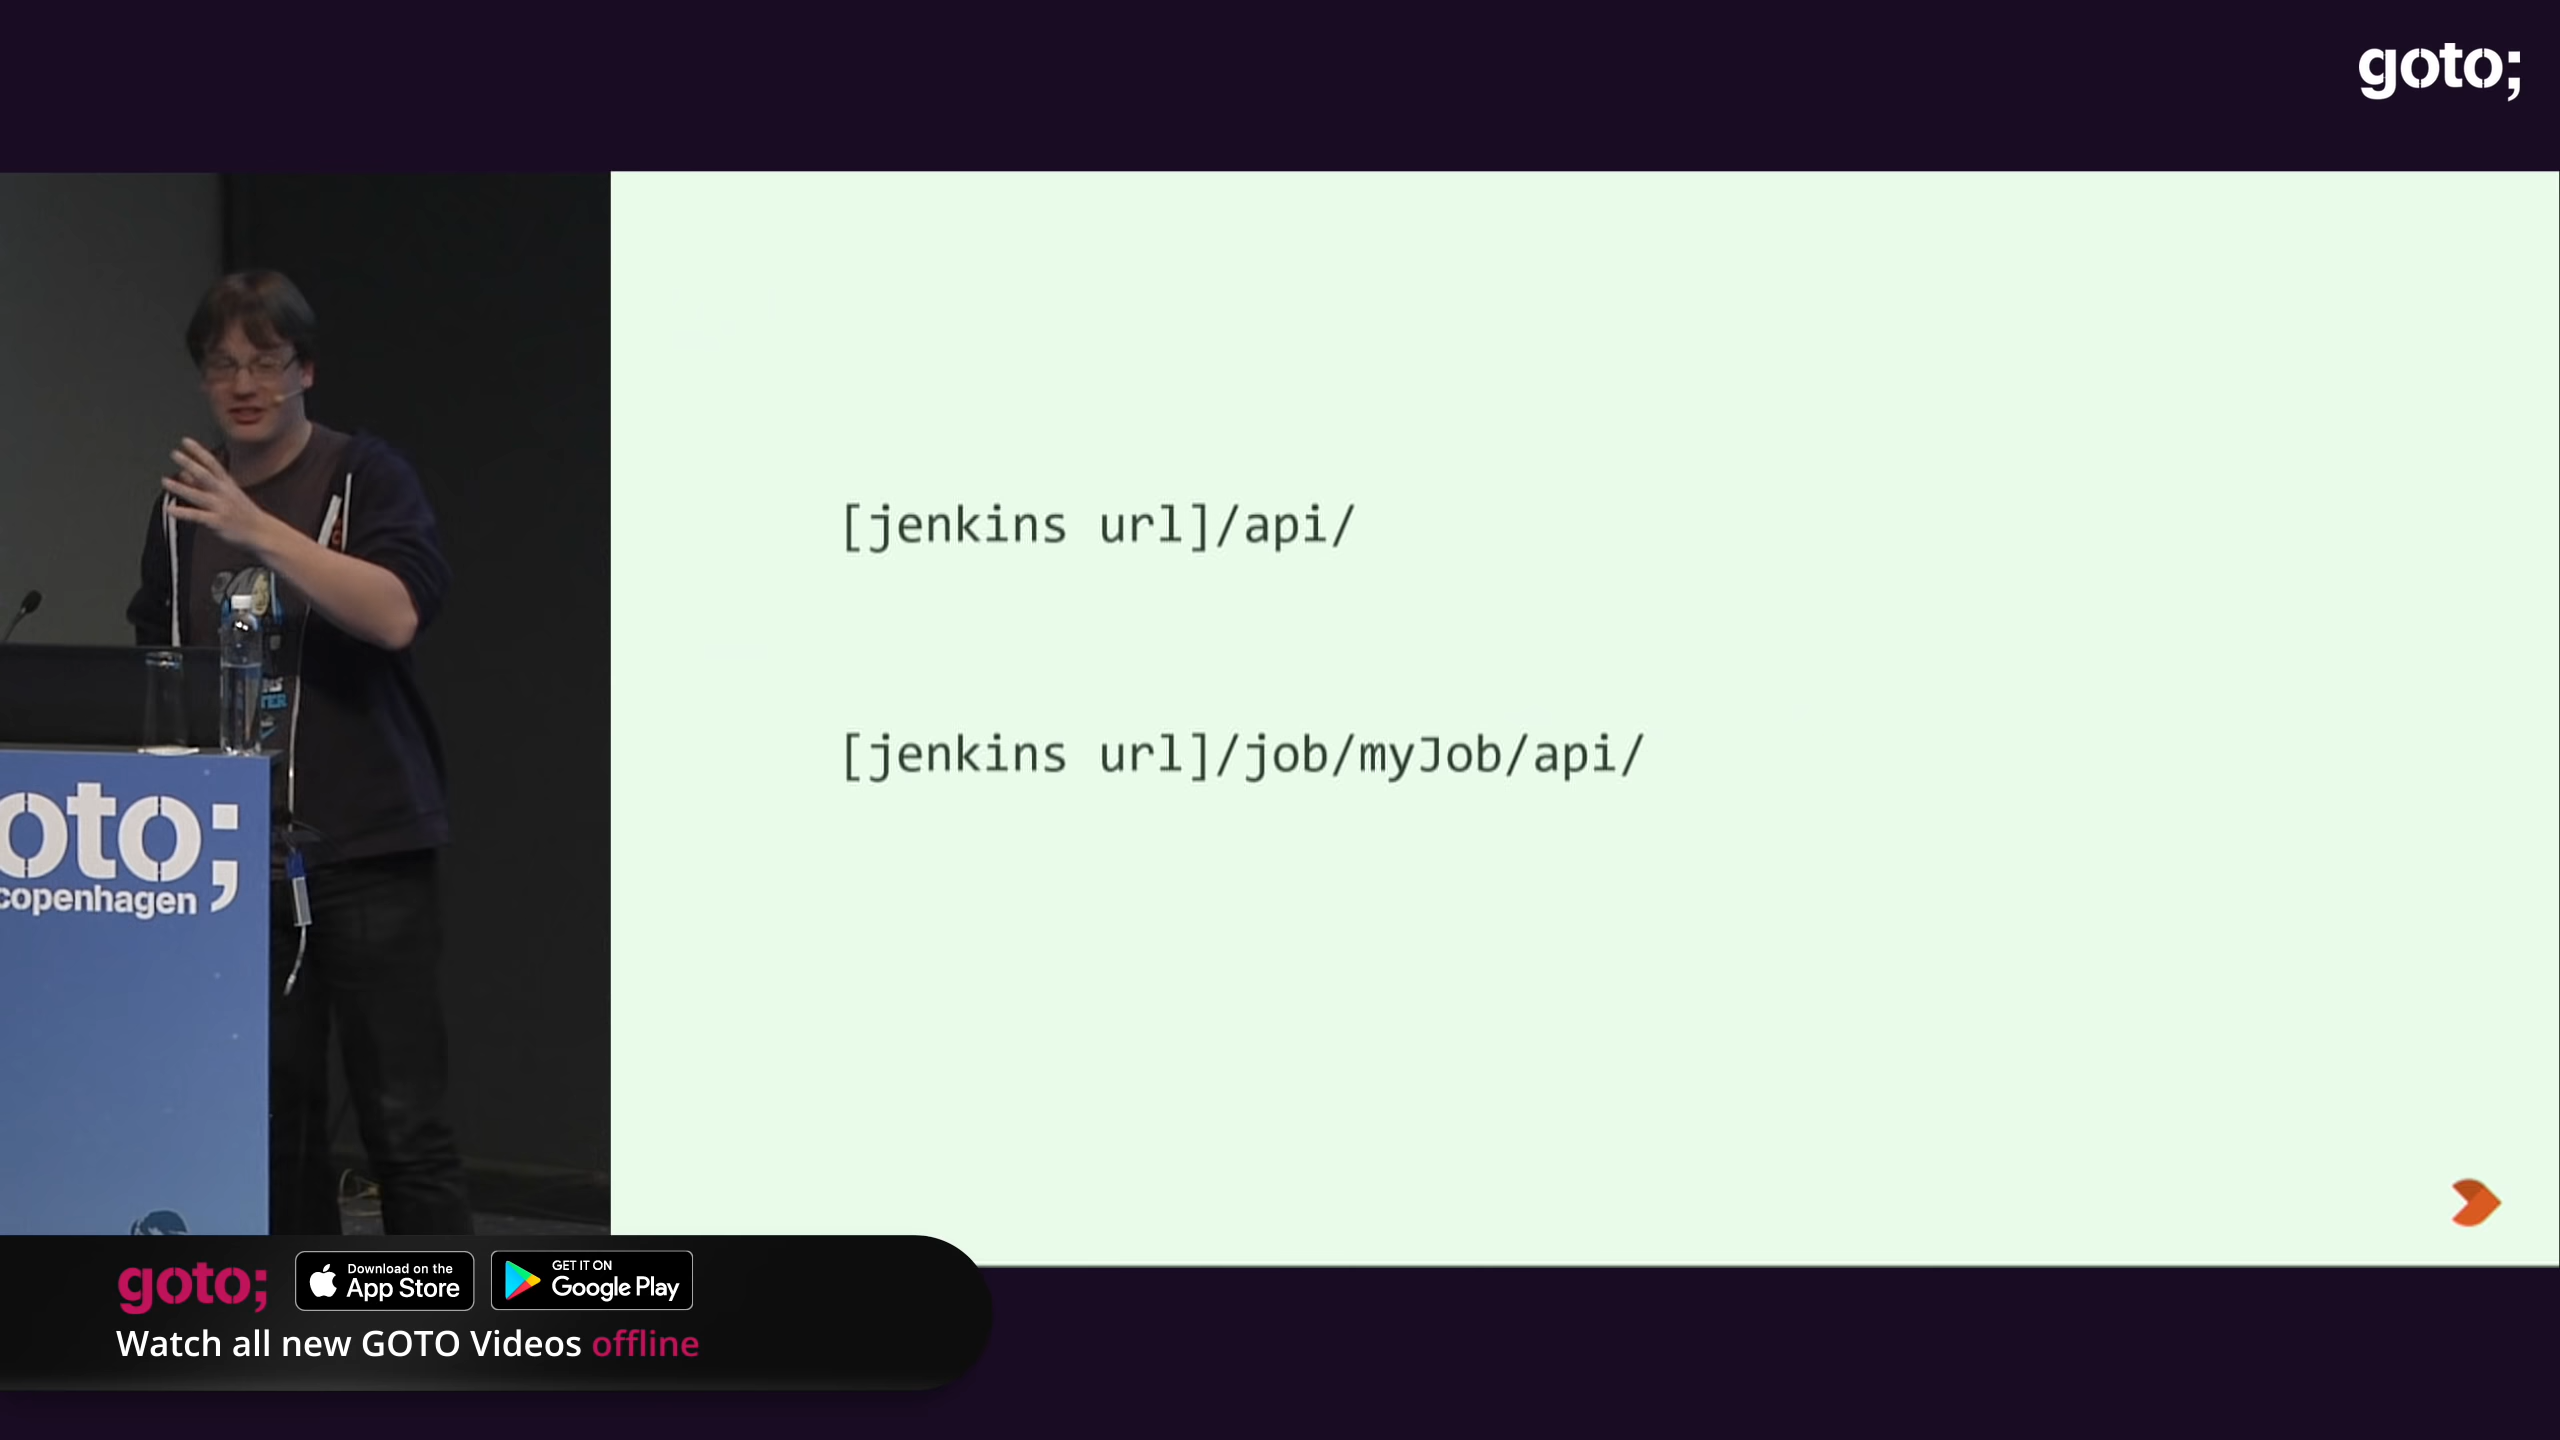 goto;
[jenkins url]/api/
[jenkins url]/job/myJob/api/
TER
oto;
copenhagen
goto;
Download on the
App Store
GET IT ON
Google Play
Watch all new GOTO Videos offline